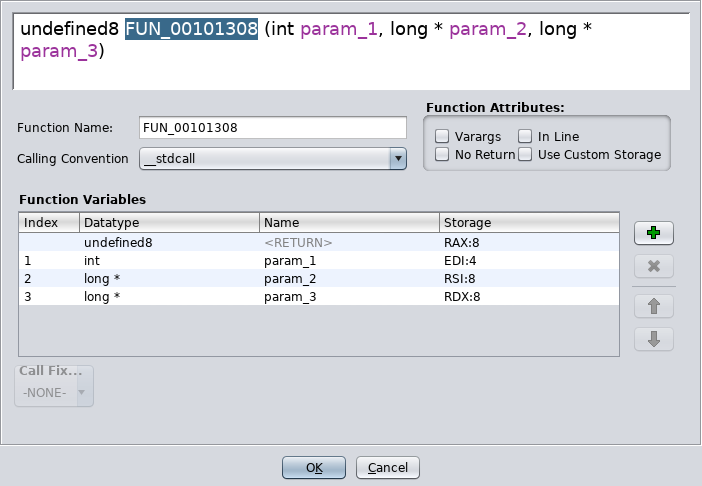 undefined8 FUN_00101308 (int param_1, long * param_2, long *
param_3)
Function Attributes:
Function Name: FUN_00101308
Varargs In Line
Calling Convention __stdcall
No Return Use Custom Storage
Function Variables
Index Datatype Name Storage
undefined8 <RETURN> RAX:8
1 int param_1 EDI:4
2 long * param_2 RSI:8
3 long * param_3 RDX:8
Call Fix...
-NONE-
OK Cancel